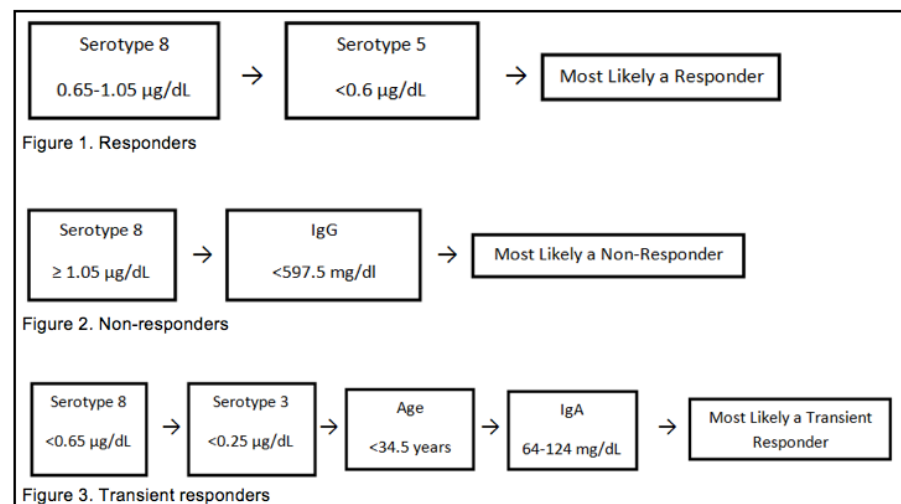 Serotype 8
0.65-1.05 µg/dL
→
Serotype 5
<0.6 µg/dL
→
Most Likely a Responder
Figure 1. Responders
Serotype 8
≥ 1.05 µg/dL
→
IgG
<597.5 mg/dl
→
Most Likely a Non-Responder
Figure 2. Non-responders
Serotype 8
<0.65 µg/dL
→
Serotype 3
<0.25 µg/dL
→
Age
<34.5 years
→
IgA
64-124 mg/dL
→
Most Likely a Transient
Responder
Figure 3. Transient responders